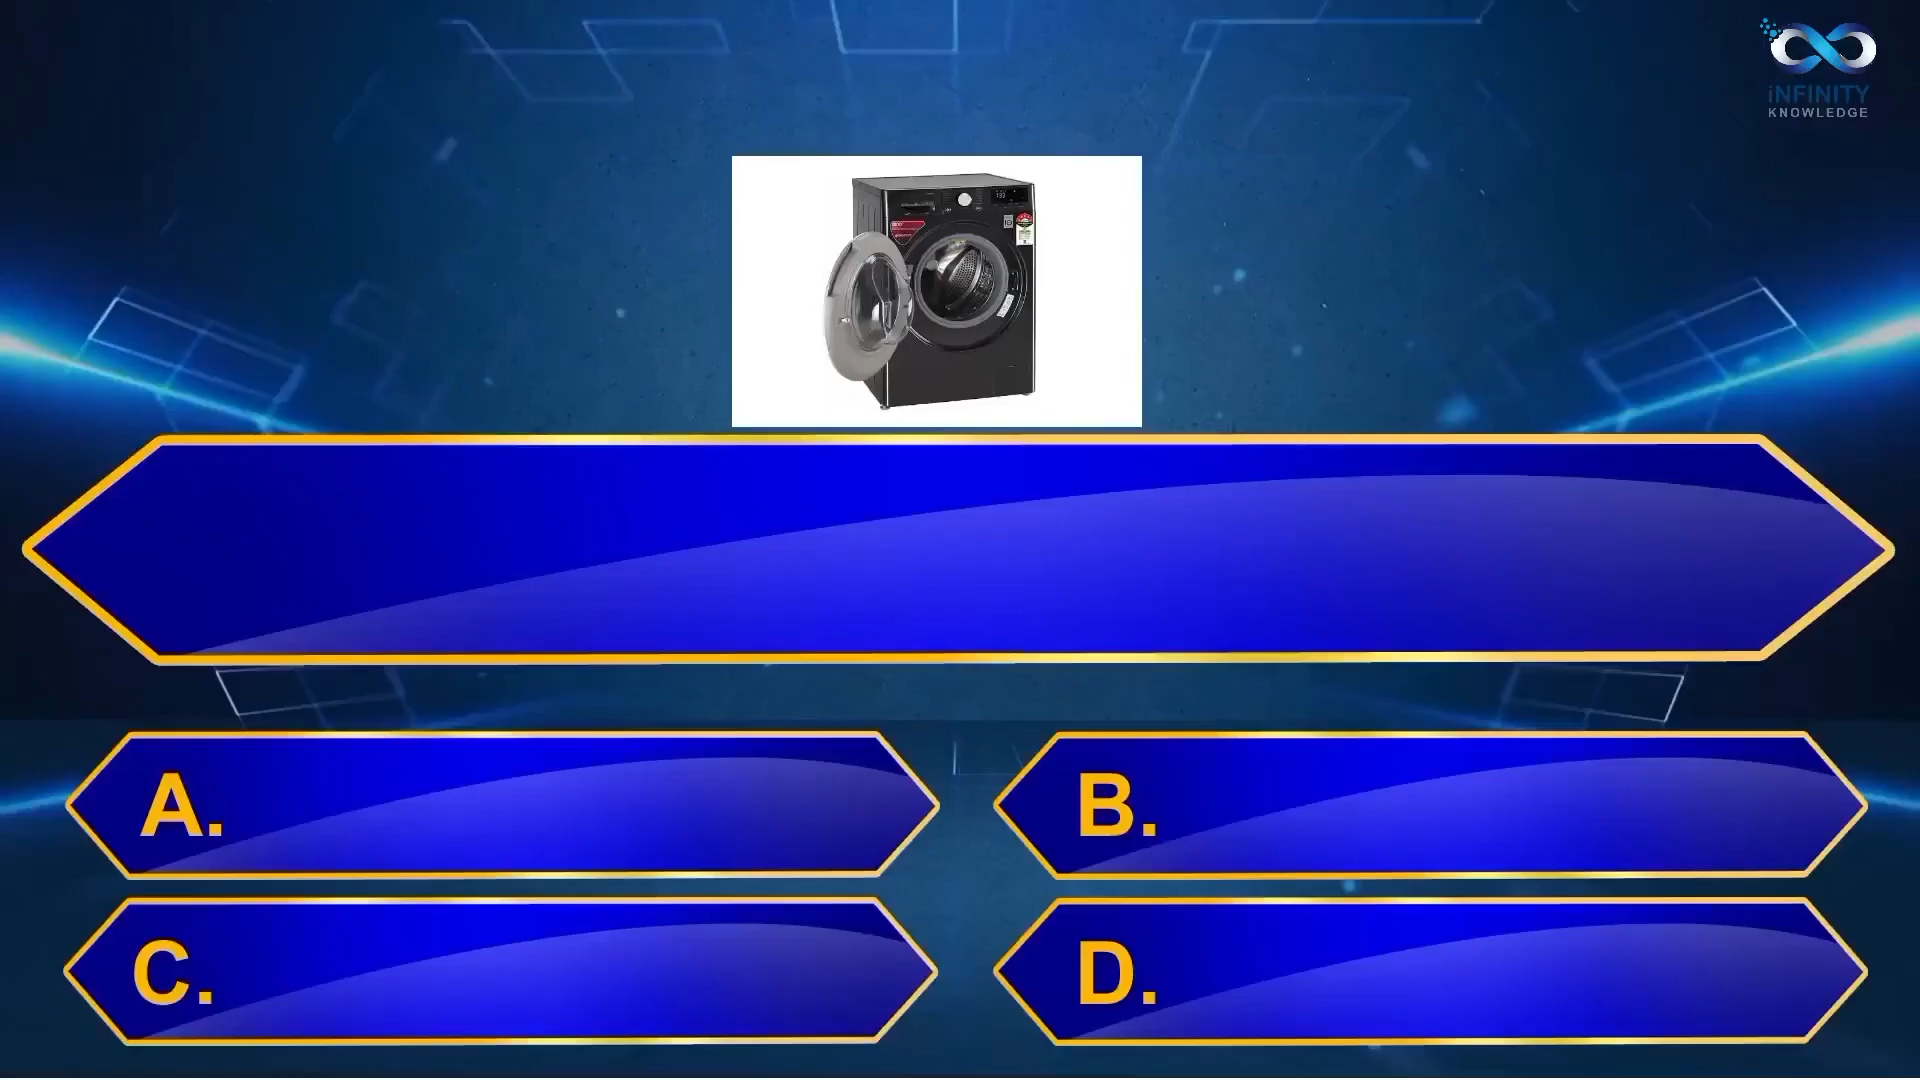 iNFINITY
KNOWLEDGE
A.
B.
C.
D.